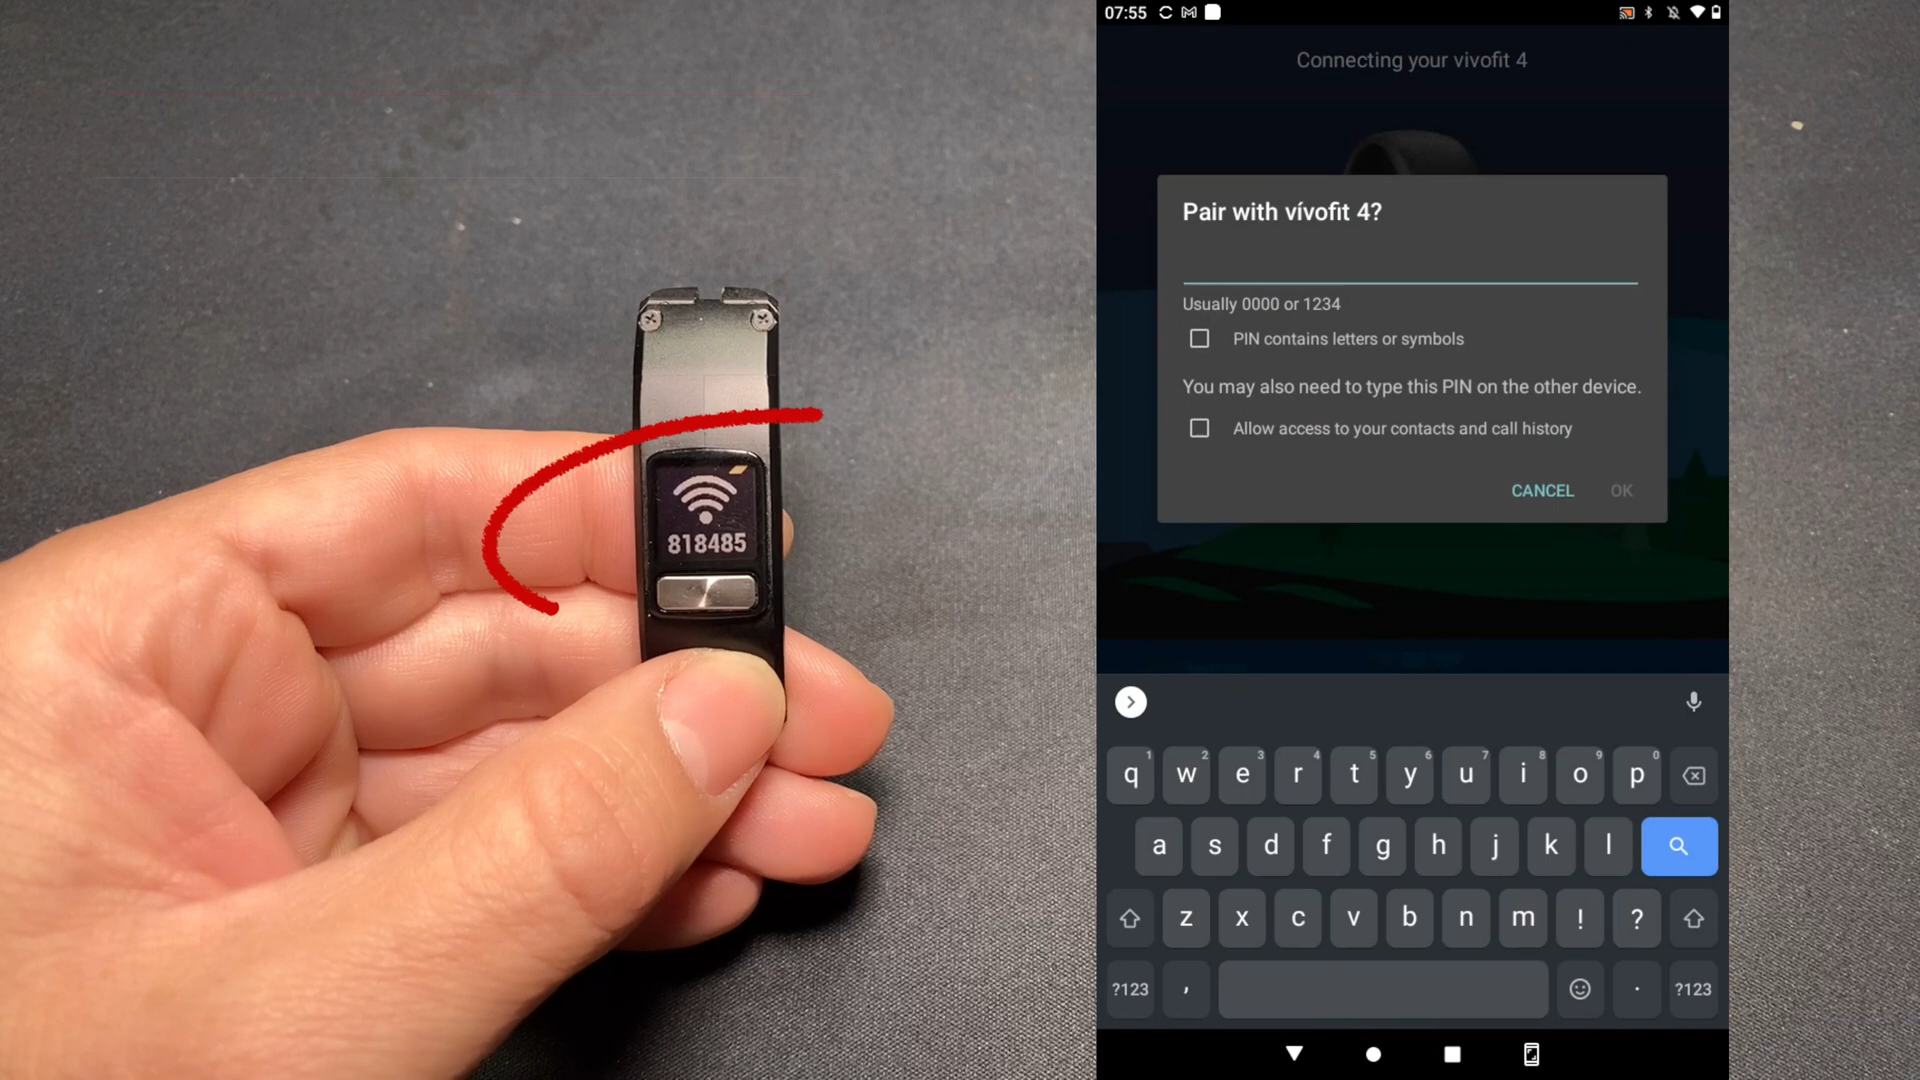 818485
07:55
Connecting your vivofit 4
Pair with vívofit 4?
Usually 0000 or 1234
PIN contains letters or symbols
You may also need to type this PIN on the other device.
Allow access to your contacts and call history
CANCEL OK
q 1 w 2 e 3 r 4 t 5 y 6 u 7 i 8 o 9 p 0
a s d f g h j k l
z x c v b n m ! ?
?123 , . ?123